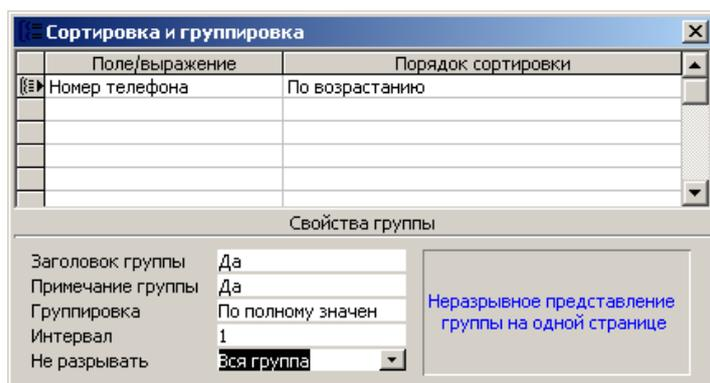 Сортировка и группировка
Поле/выражение Порядок сортировки
Номер телефона По возрастанию
Свойства группы
Заголовок группы Да
Примечание группы Да
Группировка По полному значен
Интервал 1
Не разрывать Вся группа
Неразрывное представление
группы на одной странице